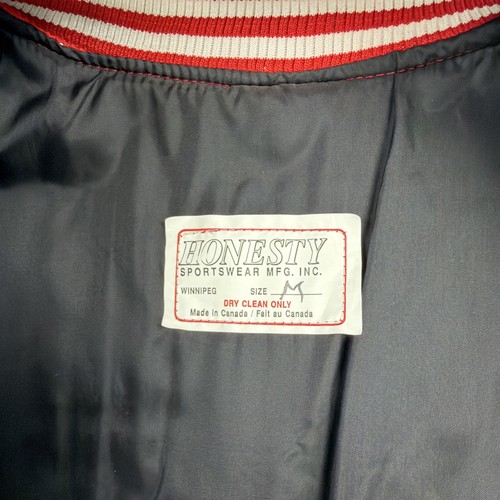 HONESTY
SPORTSWEAR MFG. INC.
WINNIPEG SIZE M
DRY CLEAN ONLY
Made in Canada / Fait au Canada